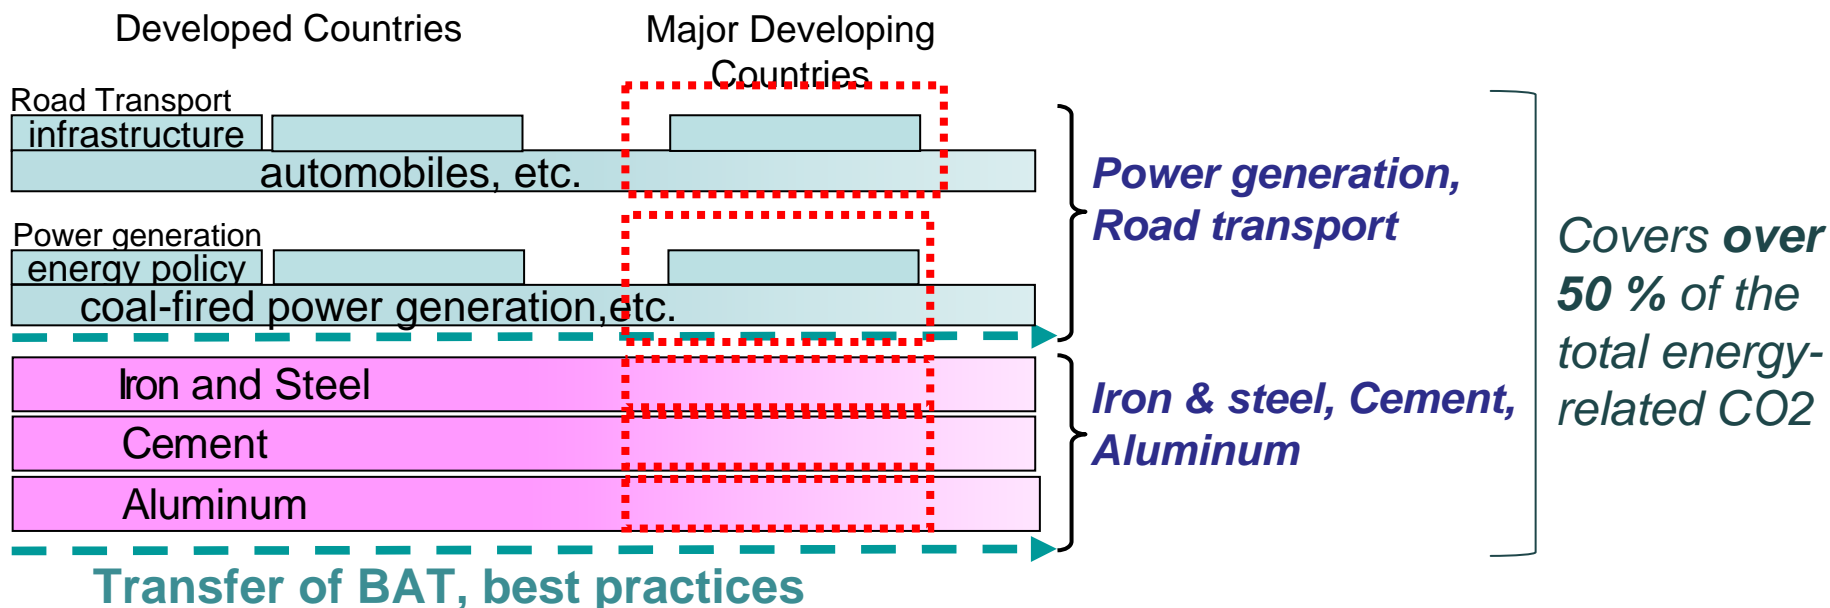 Developed Countries
Major Developing
Countries
Road Transport
infrastructure
automobiles, etc.
Power generation
energy policy
coal-fired power generation,etc.
Iron and Steel
Cement
Aluminum
Transfer of BAT, best practices
Power generation,
Road transport
Iron & steel, Cement,
Aluminum
Covers over
50 % of the
total energy-
related CO2